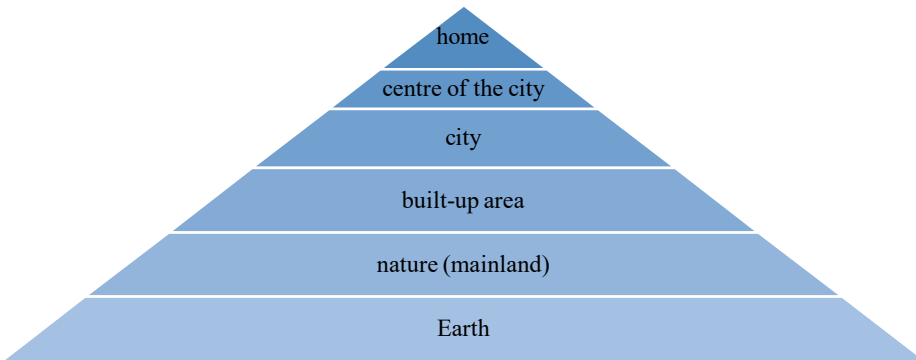 home
centre of the city
city
built-up area
nature (mainland)
Earth